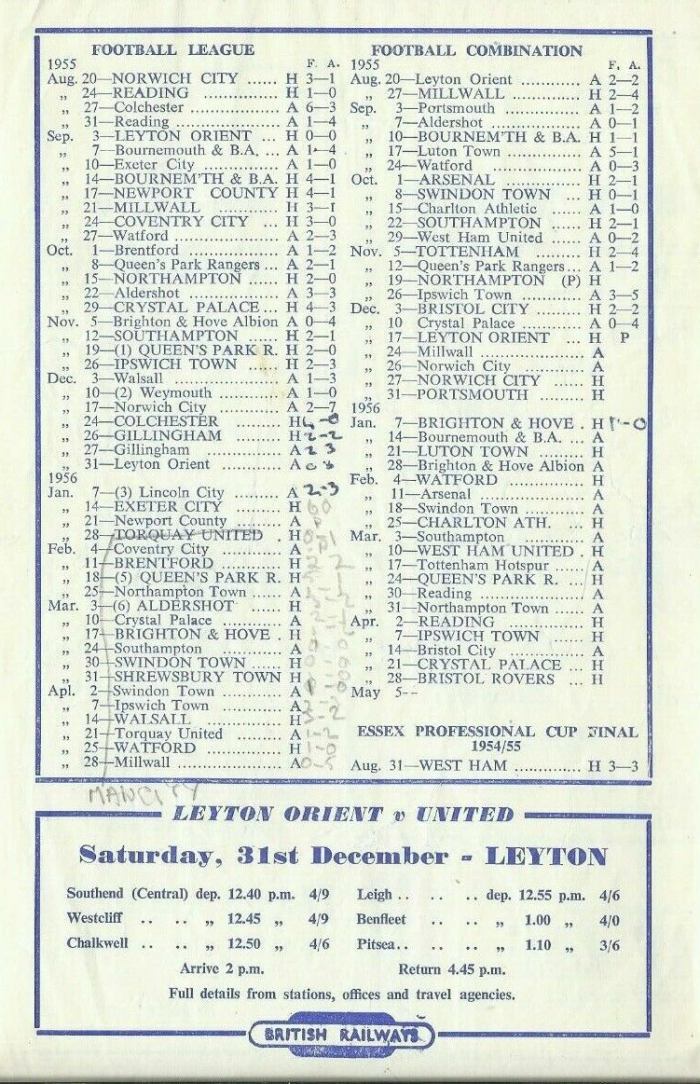 FOOTBALL LEAGUE
1955 F. A.
Aug. 20—NORWICH CITY ...... H 3—1
„ 24—READING ............... H 1—0
„ 27—Colchester ............... A 6—3
„ 31—Reading .................. A 1—4
Sep. 3—LEYTON ORIENT ... H 0—0
„ 7—Bournemouth & B.A. ... A 1—4
„ 10—Exeter City ............... A 1—0
„ 14—BOURNEM'TH & B.A. H 4—1
„ 17—NEWPORT COUNTY H 4—1
„ 21—MILLWALL ............ H 3—1
„ 24—COVENTRY CITY ... H 3—0
„ 27—Watford .................. A 2—3
Oct. 1—Brentford ............... A 1—2
„ 8—Queen's Park Rangers ... A 2—1
„ 15—NORTHAMPTON ...... H 2—0
„ 22—Aldershot ............... A 3—3
„ 29—CRYSTAL PALACE ... H 4—3
Nov. 5—Brighton & Hove Albion A 0—4
„ 12—SOUTHAMPTON ...... H 2—1
„ 19—(1) QUEEN'S PARK R. H 2—0
„ 26—IPSWICH TOWN ...... H 2—3
Dec. 3—Walsall .................. A 1—3
„ 10—(2) Weymouth ......... A 1—0
„ 17—Norwich City ............ A 2—7
„ 24—COLCHESTER ......... H 4-0
„ 26—GILLINGHAM ......... H 2-2
„ 27—Gillingham ............... A 2 3
„ 31—Leyton Orient ............ A
1956
Jan. 7—(3) Lincoln City ......... A 2-3
„ 14—EXETER CITY ......... H
„ 21—Newport County ......... A
„ 28—TORQUAY UNITED . H
Feb. 4—Coventry City ............ A
„ 11—BRENTFORD ............ H
„ 18—(5) QUEEN'S PARK R. H
„ 25—Northampton Town ...... A
Mar. 3—(6) ALDERSHOT ...... H
„ 10—Crystal Palace ............ A
„ 17—BRIGHTON & HOVE . H
„ 24—Southampton ............ A
„ 30—SWINDON TOWN ...... H
„ 31—SHREWSBURY TOWN H
Apl. 2—Swindon Town ......... A
„ 7—Ipswich Town ............ A
„ 14—WALSALL ............... H
„ 21—Torquay United ......... A
„ 25—WATFORD ............... H
„ 28—Millwall .................. A
MANCITY
FOOTBALL COMBINATION
1955 F. A.
Aug. 20—Leyton Orient ............ A 2—2
„ 27—MILLWALL ............ H 2—4
Sep. 3—Portsmouth ............... A 1—2
„ 7—Aldershot ............... A 0—1
„ 10—BOURNEM'TH & B.A. H 1—1
„ 17—Luton Town ............ A 5—1
„ 24—Watford .................. A 0—3
Oct. 1—ARSENAL ............... H 2—1
„ 8—SWINDON TOWN ... H 0—1
„ 15—Charlton Athletic ...... A 1—0
„ 22—SOUTHAMPTON ...... H 2—1
„ 29—West Ham United ...... A 0—2
Nov. 5—TOTTENHAM ......... H 2—4
„ 12—Queen's Park Rangers ... A 1—2
„ 19—NORTHAMPTON (P) H
„ 26—Ipswich Town ............ A 3—5
Dec. 3—BRISTOL CITY ......... H 2—2
„ 10 Crystal Palace ............ A 0—4
„ 17—LEYTON ORIENT ... H P
„ 24—Millwall .................. A
„ 26—Norwich City ............ A
„ 27—NORWICH CITY ...... H
„ 31—PORTSMOUTH ......... H
1956
Jan. 7—BRIGHTON & HOVE . H
„ 14—Bournemouth & B.A. ... A
„ 21—LUTON TOWN ......... H
„ 28—Brighton & Hove Albion A
Feb. 4—WATFORD ............... H
„ 11—Arsenal .................. A
„ 18—Swindon Town ......... A
„ 25—CHARLTON ATH. ... H
Mar. 3—Southampton ............ A
„ 10—WEST HAM UNITED . H
„ 17—Tottenham Hotspur ...... A
„ 24—QUEEN'S PARK R. ... H
„ 30—Reading .................. A
„ 31—Northampton Town ...... A
Apr. 2—READING ............... H
„ 7—IPSWICH TOWN ...... H
„ 14—Bristol City ............... A
„ 21—CRYSTAL PALACE ... H
„ 28—BRISTOL ROVERS ... H
May 5--
ESSEX PROFESSIONAL CUP FINAL
1954/55
Aug. 31—WEST HAM ............ H 3—3
LEYTON ORIENT v UNITED
Saturday, 31st December - LEYTON
Southend (Central) dep. 12.40 p.m. 4/9 Leigh .. .. .. dep. 12.55 p.m. 4/6
Westcliff .. .. „ 12.45 „ 4/9 Benfleet .. .. „ 1.00 „ 4/0
Chalkwell .. .. „ 12.50 „ 4/6 Pitsea.. .. .. „ 1.10 „ 3/6
Arrive 2 p.m. Return 4.45 p.m.
Full details from stations, offices and travel agencies.
BRITISH RAILWAYS